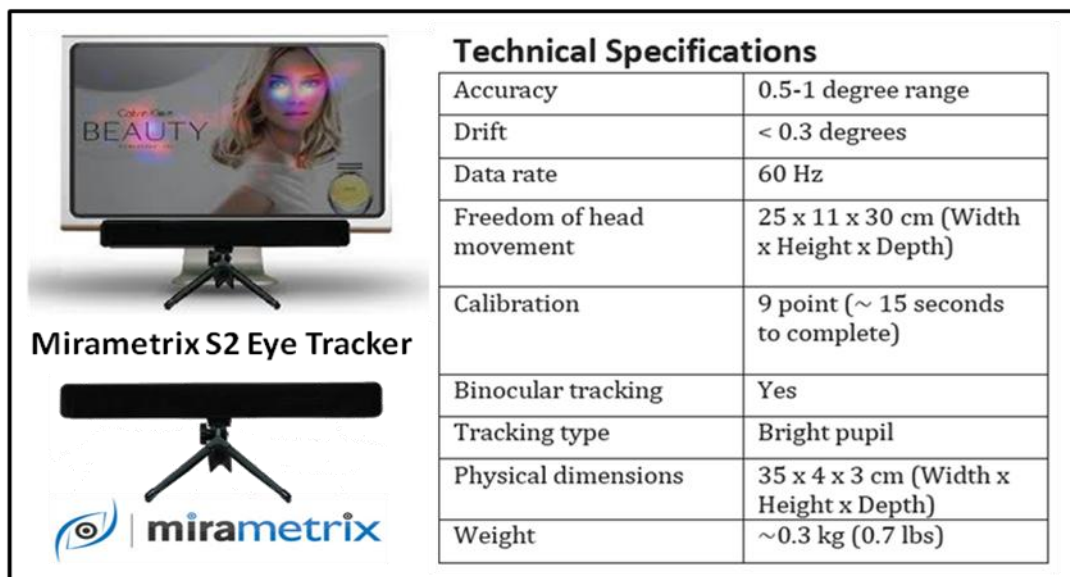 Calvin Klein
BEAUTY
Mirametrix S2 Eye Tracker
mirametrix
Technical Specifications
Accuracy
0.5-1 degree range
Drift
< 0.3 degrees
Data rate
60 Hz
Freedom of head
movement
25 x 11 x 30 cm (Width
x Height x Depth)
Calibration
9 point (~ 15 seconds
to complete)
Binocular tracking
Yes
Tracking type
Bright pupil
Physical dimensions
35 x 4 x 3 cm (Width x
Height x Depth)
Weight
~0.3 kg (0.7 lbs)